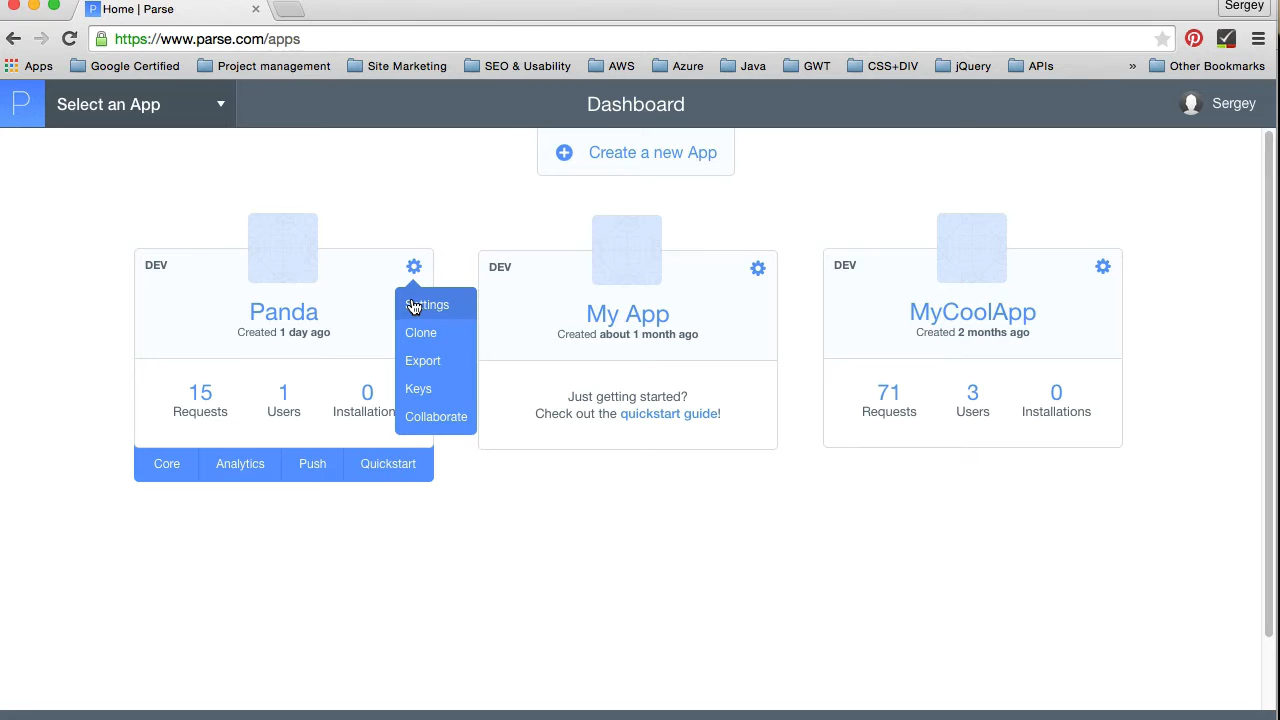 Home | Parse
Sergey
https://www.parse.com/apps
Apps Google Certified Project management Site Marketing SEO & Usability AWS Azure Java GWT CSS+DIV jQuery APIs » Other Bookmarks
P Select an App Dashboard Sergey
Create a new App
DEV
Panda
Created 1 day ago
15 Requests
1 Users
0 Installation
Core Analytics Push Quickstart
Settings
Clone
Export
Keys
Collaborate
DEV
My App
Created about 1 month ago
Just getting started?
Check out the quickstart guide!
DEV
MyCoolApp
Created 2 months ago
71 Requests
3 Users
0 Installations